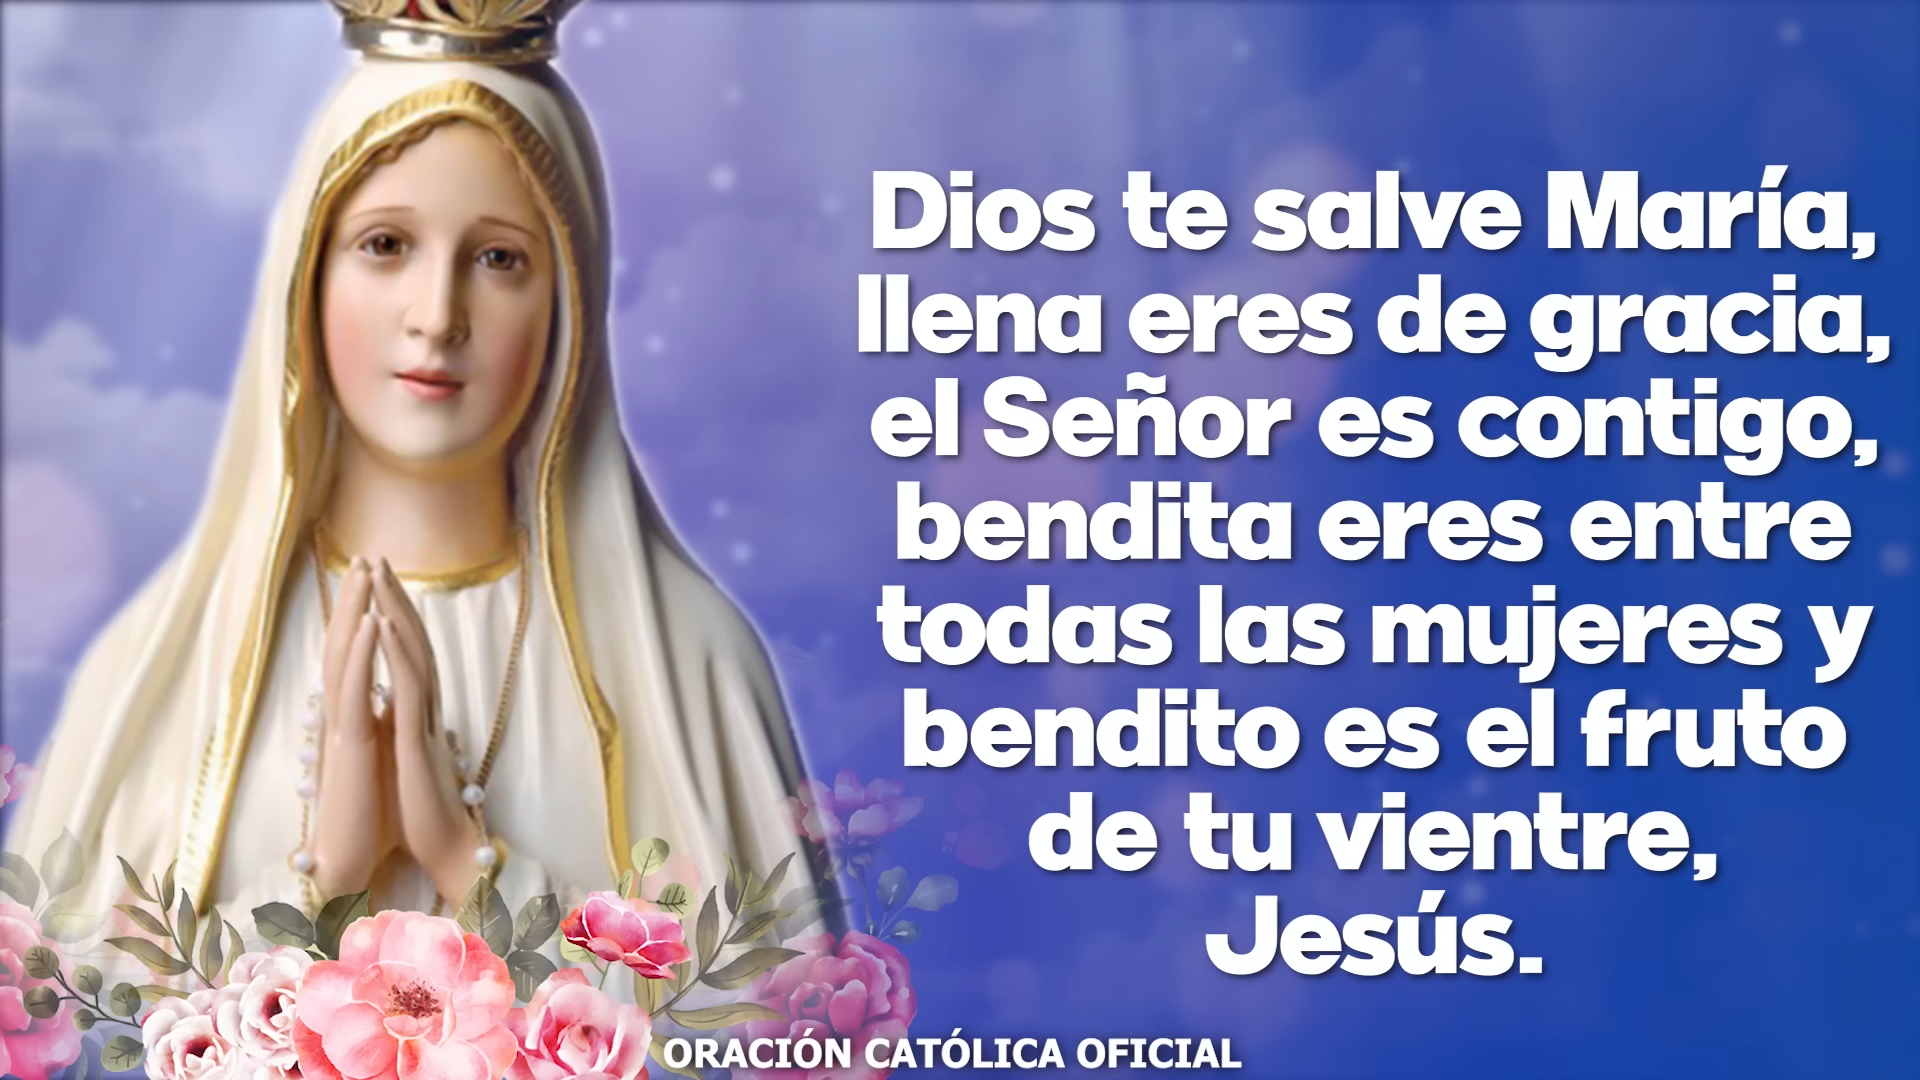 Dios te salve María,
llena eres de gracia,
el Señor es contigo,
bendita eres entre
todas las mujeres y
bendito es el fruto
de tu vientre,
Jesús.
ORACIÓN CATÓLICA OFICIAL